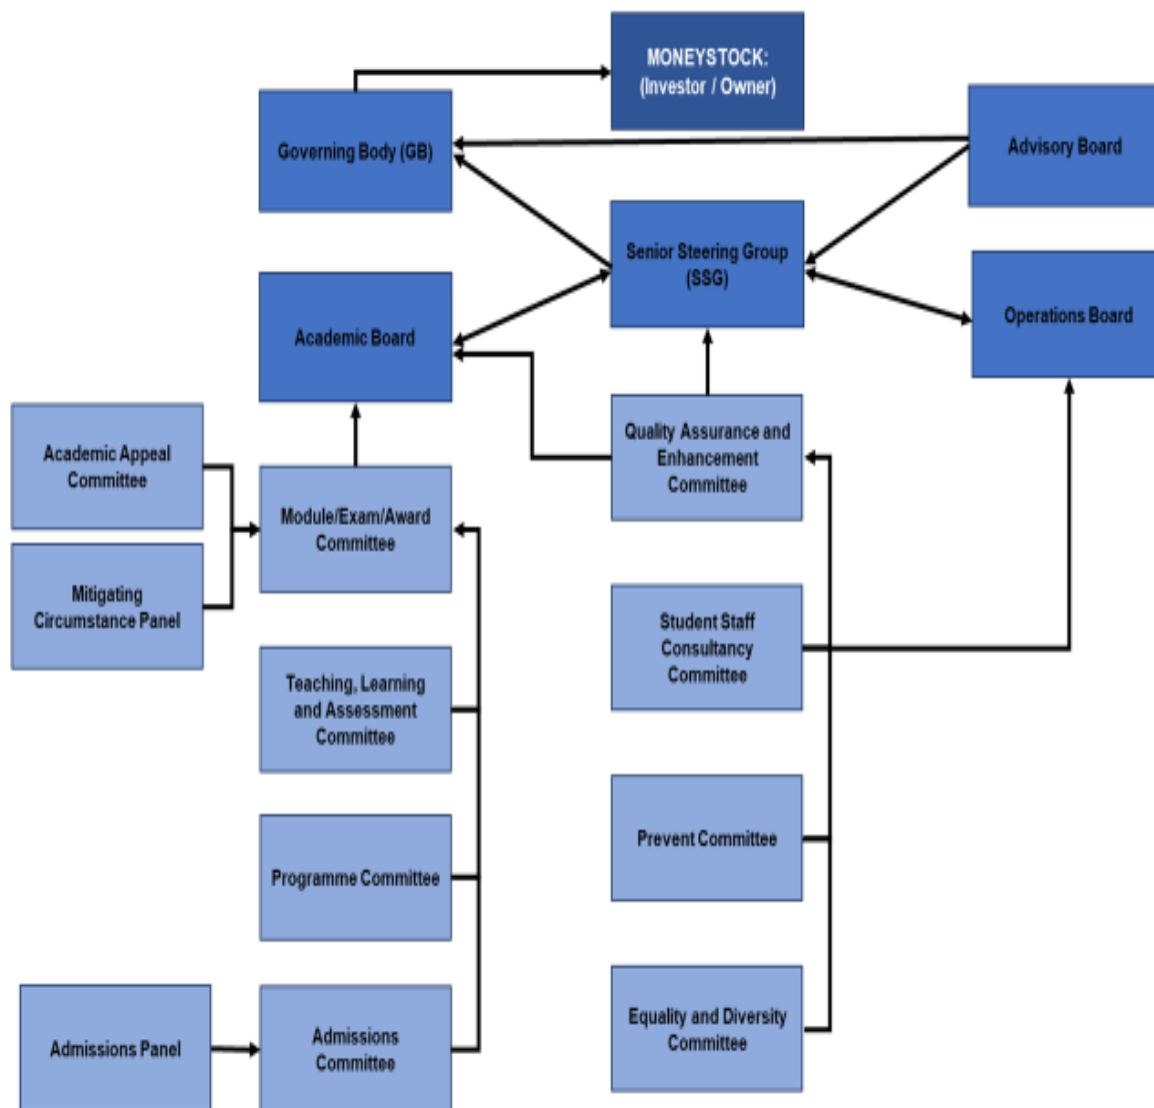 MONEYSTOCK:
(Investor / Owner)
Governing Body (GB)
Advisory Board
Senior Steering Group
(SSG)
Academic Board
Operations Board
Academic Appeal
Committee
Module/Exam/Award
Committee
Quality Assurance and
Enhancement
Committee
Mitigating
Circumstance Panel
Student Staff
Consultancy
Committee
Teaching, Learning
and Assessment
Committee
Programme Committee
Prevent Committee
Admissions Panel
Admissions
Committee
Equality and Diversity
Committee